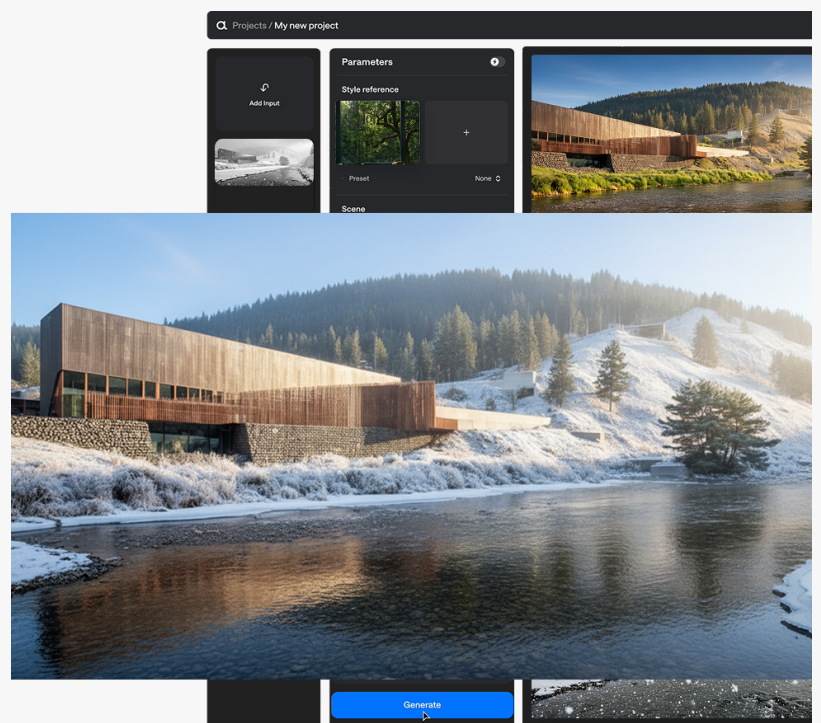 Projects / My new project
Parameters
Add Input
Style reference
Preset
None
Scene
Generate